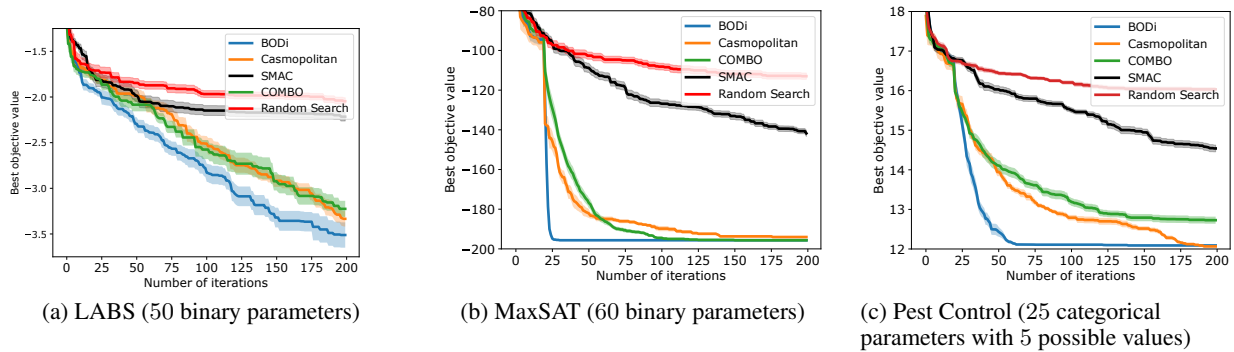 −1.5
−2.0
−2.5
−3.0
−3.5
Best objective value
0 25 50 75 100 125 150 175 200
Number of iterations
BODi
Casmopolitan
SMAC
COMBO
Random Search
(a) LABS (50 binary parameters)
−80
−100
−120
−140
−160
−180
−200
Best objective value
0 25 50 75 100 125 150 175 200
Number of iterations
BODi
Casmopolitan
COMBO
SMAC
Random Search
(b) MaxSAT (60 binary parameters)
18
17
16
15
14
13
12
Best objective value
0 25 50 75 100 125 150 175 200
Number of iterations
BODi
Casmopolitan
COMBO
SMAC
Random Search
(c) Pest Control (25 categorical
parameters with 5 possible values)